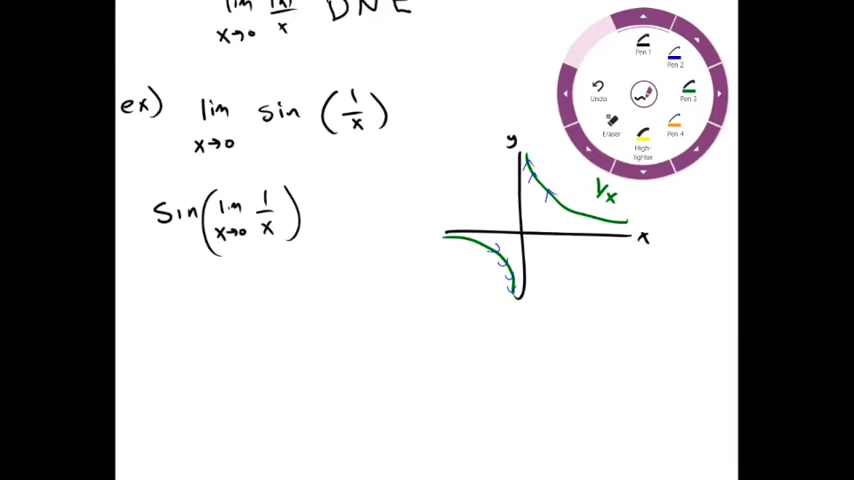 lim |x|/x DNE
x→0
ex) lim sin (1/x)
x→0
sin(lim 1/x)
x→0
y
1/x
x
Pen 1
Pen 2
Undo
Pen 3
Eraser
Pen 4
High-
lighter